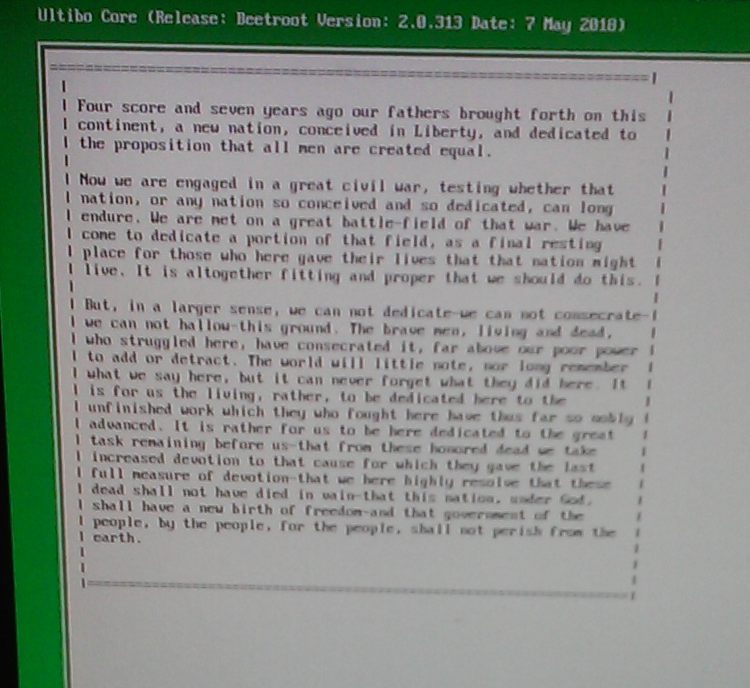 Ultibo Core (Release: Beetroot Version: 2.0.313 Date: 7 May 2018)
Four score and seven years ago our fathers brought forth on this
continent, a new nation, conceived in Liberty, and dedicated to
the proposition that all men are created equal.
Now we are engaged in a great civil war, testing whether that
nation, or any nation so conceived and so dedicated, can long
endure. We are met on a great battle-field of that war. We have
come to dedicate a portion of that field, as a final resting
place for those who here gave their lives that that nation might
live. It is altogether fitting and proper that we should do this.
But, in a larger sense, we can not dedicate-we can not consecrate-
we can not hallow-this ground. The brave men, living and dead,
who struggled here, have consecrated it, far above our poor power
to add or detract. The world will little note, nor long remember
what we say here, but it can never forget what they did here. It
is for us the living, rather, to be dedicated here to the
unfinished work which they who fought here have thus far so nobly
advanced. It is rather for us to be here dedicated to the great
task remaining before us-that from these honored dead we take
increased devotion to that cause for which they gave the last
full measure of devotion-that we here highly resolve that these
dead shall not have died in vain-that this nation, under God,
shall have a new birth of freedom-and that government of the
people, by the people, for the people, shall not perish from the
earth.